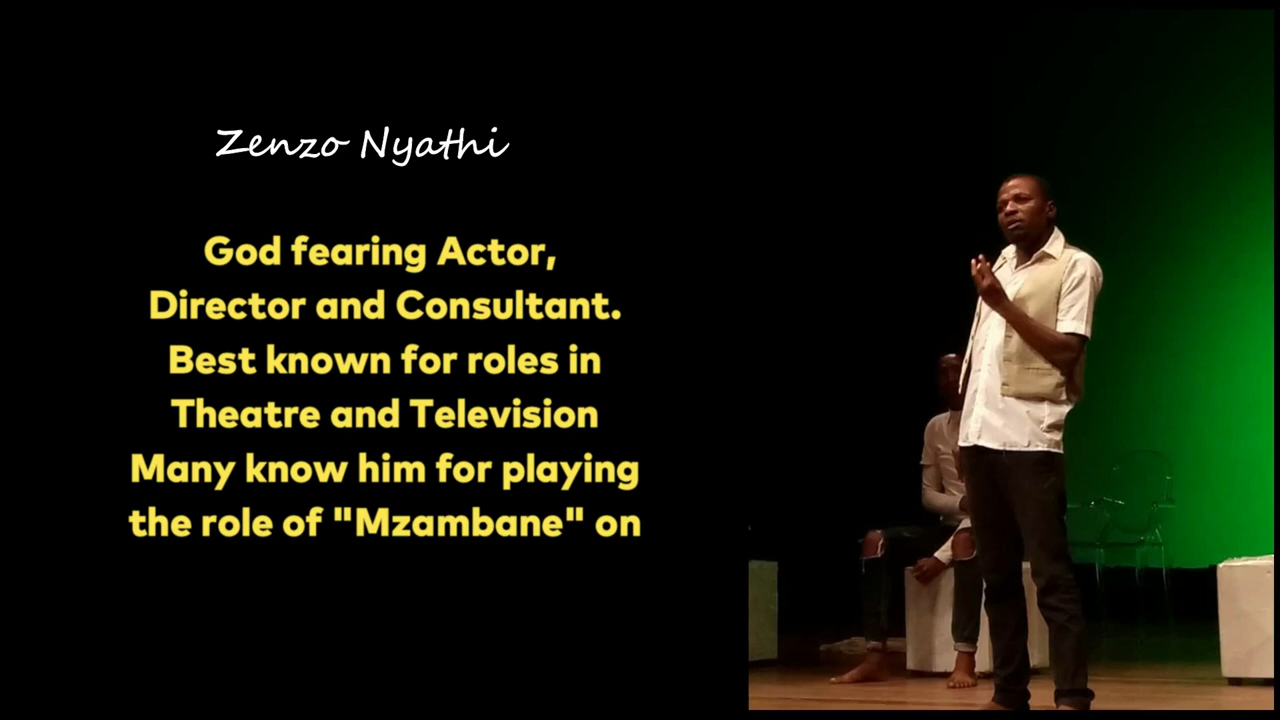 Zenzo Nyathi
God fearing Actor,
Director and Consultant.
Best known for roles in
Theatre and Television
Many know him for playing
the role of "Mzambane" on